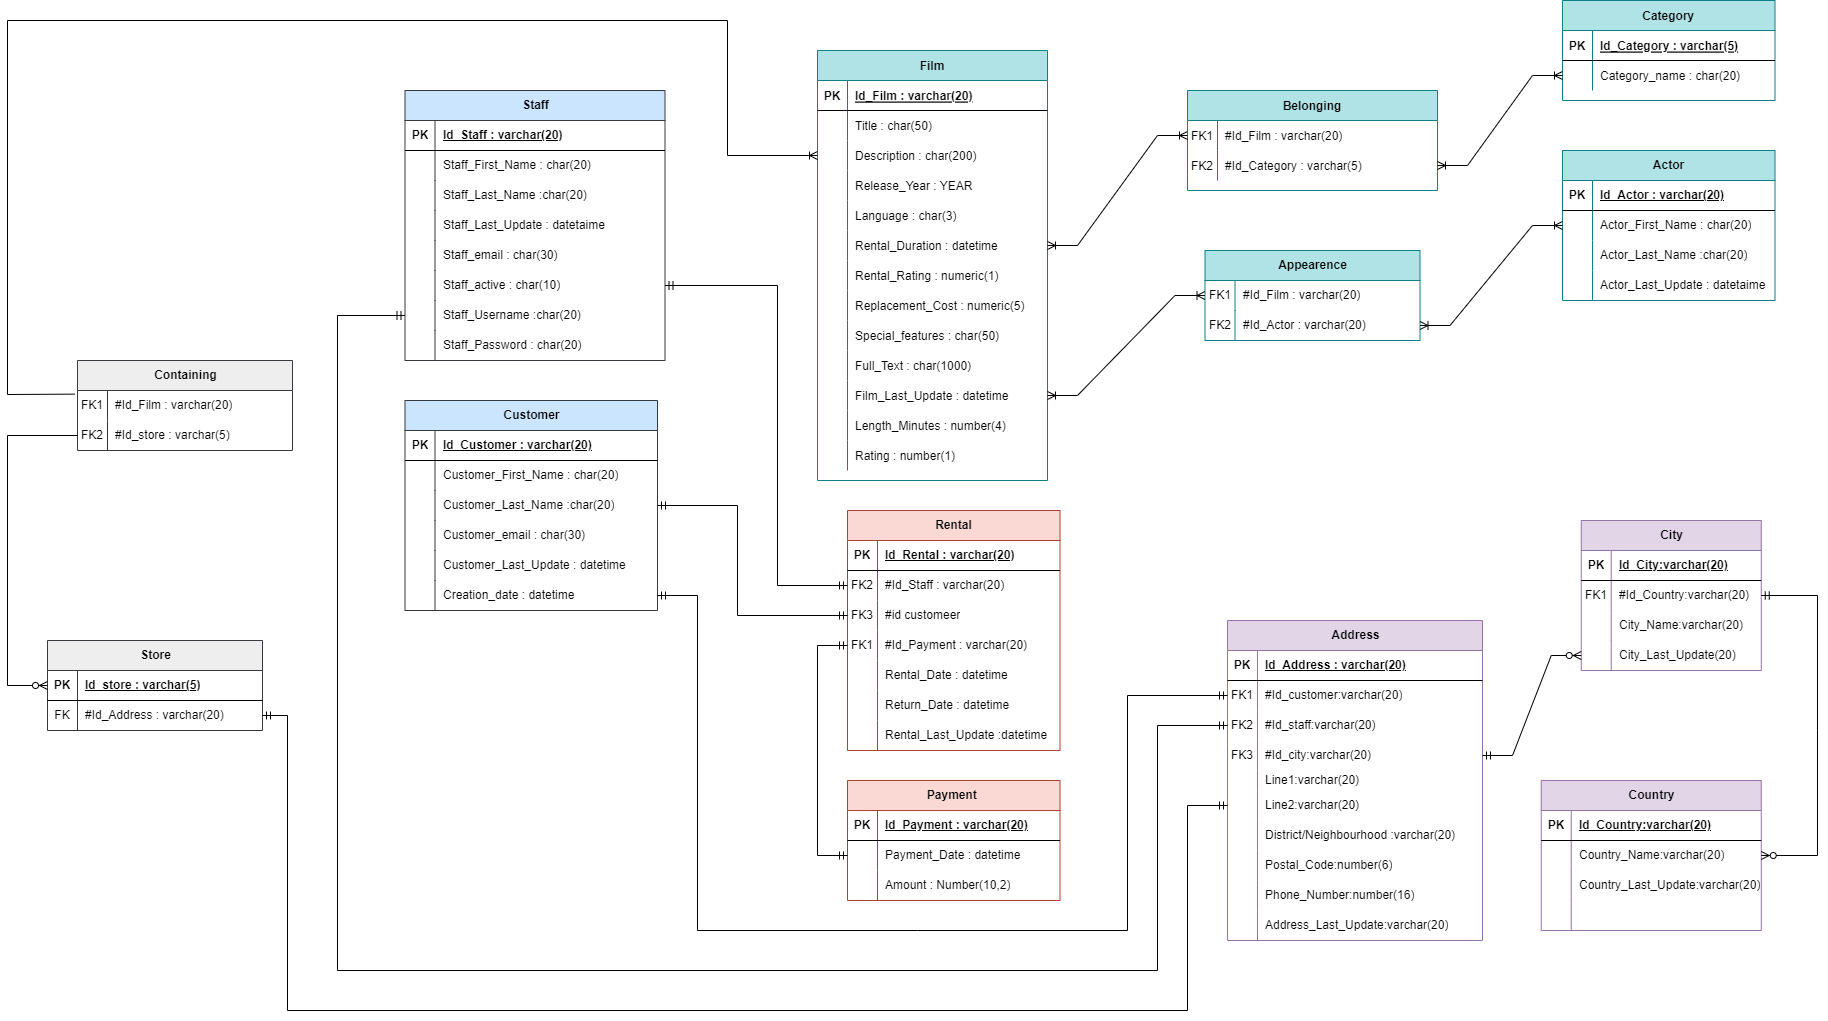 Category
PK Id_Category : varchar(5)
Category_name : char(20)
Film
PK Id_Film : varchar(20)
Title : char(50)
Description : char(200)
Release_Year : YEAR
Language : char(3)
Rental_Duration : datetime
Rental_Rating : numeric(1)
Replacement_Cost : numeric(5)
Special_features : char(50)
Full_Text : char(1000)
Film_Last_Update : datetime
Length_Minutes : number(4)
Rating : number(1)
Staff
PK Id_Staff : varchar(20)
Staff_First_Name : char(20)
Staff_Last_Name :char(20)
Staff_Last_Update : datetaime
Staff_email : char(30)
Staff_active : char(10)
Staff_Username :char(20)
Staff_Password : char(20)
Belonging
FK1 #Id_Film : varchar(20)
FK2 #Id_Category : varchar(5)
Actor
PK Id_Actor : varchar(20)
Actor_First_Name : char(20)
Actor_Last_Name :char(20)
Actor_Last_Update : datetaime
Appearence
FK1 #Id_Film : varchar(20)
FK2 #Id_Actor : varchar(20)
Containing
FK1 #Id_Film : varchar(20)
FK2 #Id_store : varchar(5)
Customer
PK Id_Customer : varchar(20)
Customer_First_Name : char(20)
Customer_Last_Name :char(20)
Customer_email : char(30)
Customer_Last_Update : datetime
Creation_date : datetime
Rental
PK Id_Rental : varchar(20)
FK2 #Id_Staff : varchar(20)
FK3 #id customeer
FK1 #Id_Payment : varchar(20)
Rental_Date : datetime
Return_Date : datetime
Rental_Last_Update :datetime
City
PK Id_City:varchar(20)
FK1 #Id_Country:varchar(20)
City_Name:varchar(20)
City_Last_Update(20)
Store
PK Id_store : varchar(5)
FK #Id_Address : varchar(20)
Address
PK Id_Address : varchar(20)
FK1 #Id_customer:varchar(20)
FK2 #Id_staff:varchar(20)
FK3 #Id_city:varchar(20)
Line1:varchar(20)
Line2:varchar(20)
District/Neighbourhood :varchar(20)
Postal_Code:number(6)
Phone_Number:number(16)
Address_Last_Update:varchar(20)
Payment
PK Id_Payment : varchar(20)
Payment_Date : datetime
Amount : Number(10,2)
Country
PK Id_Country:varchar(20)
Country_Name:varchar(20)
Country_Last_Update:varchar(20)